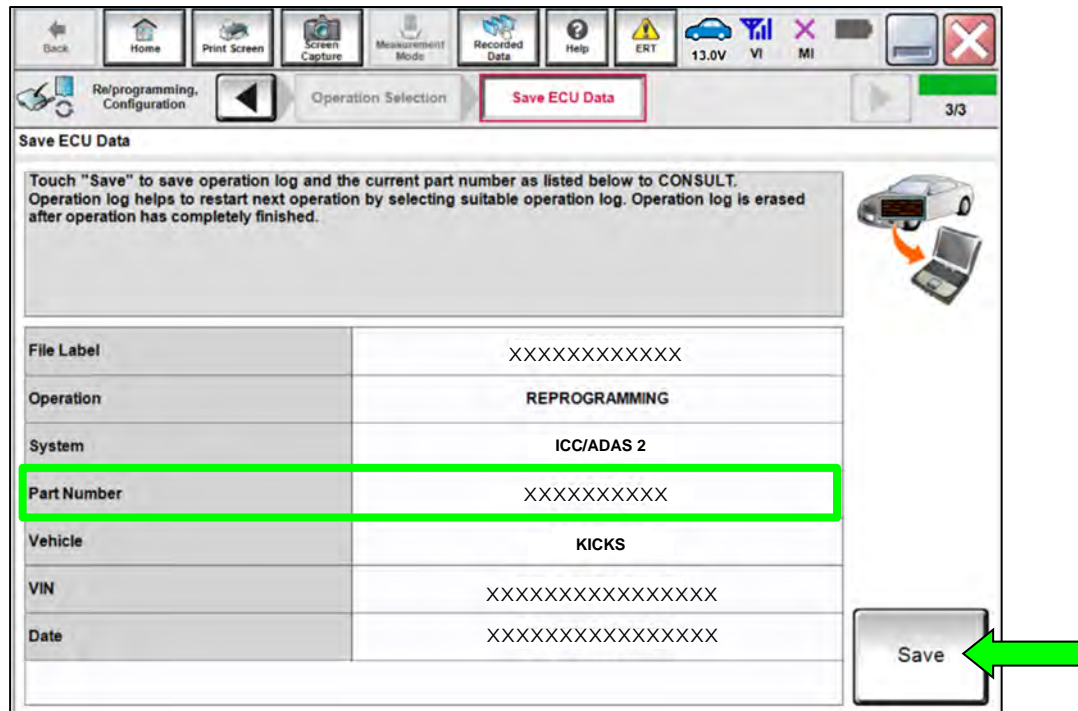 Back
Home
Print Screen
Screen
Capture
Measurement
Mode
Recorded
Data
Help
ERT
13.0V
VI
MI
Re/programming,
Configuration
Operation Selection
Save ECU Data
3/3
Save ECU Data
Touch "Save" to save operation log and the current part number as listed below to CONSULT.
Operation log helps to restart next operation by selecting suitable operation log. Operation log is erased
after operation has completely finished.
File Label XXXXXXXXXXXX
Operation REPROGRAMMING
System ICC/ADAS 2
Part Number XXXXXXXXXX
Vehicle KICKS
VIN XXXXXXXXXXXXXXXX
Date XXXXXXXXXXXXXXXX
Save